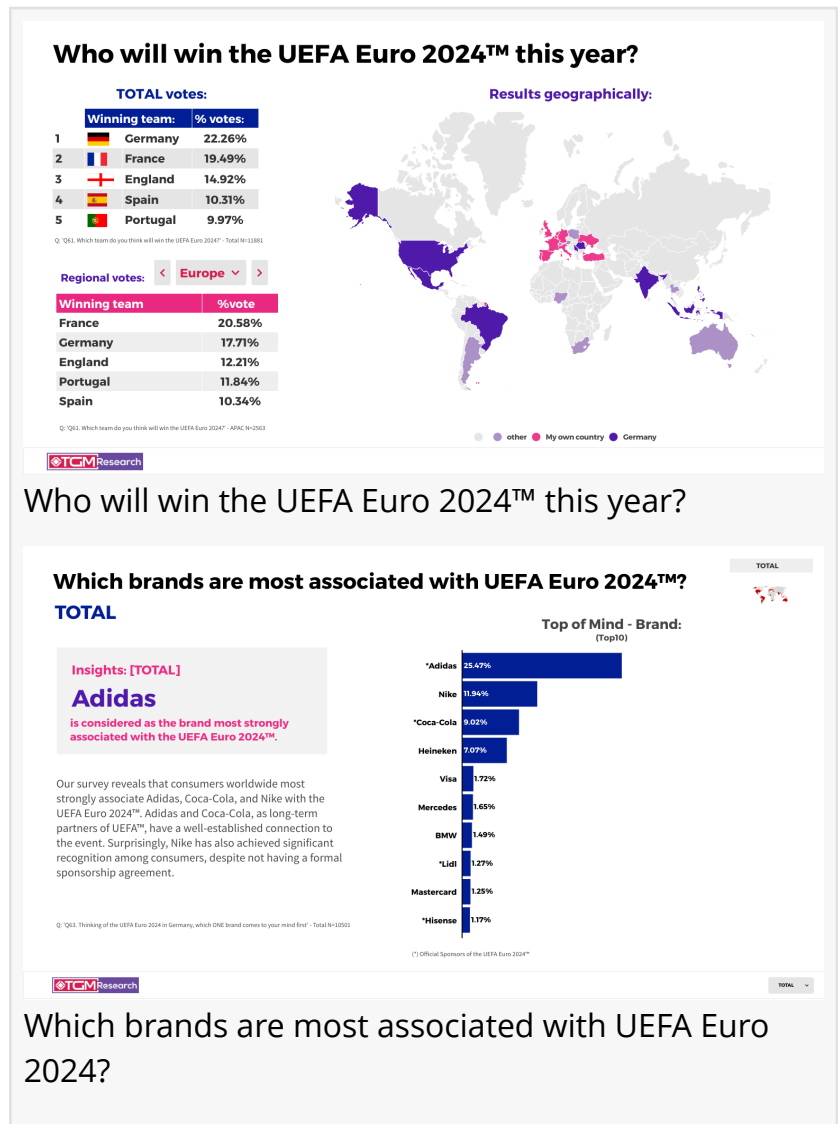 Who will win the UEFA Euro 2024™ this year?
TOTAL votes:
Winning team: % votes:
1 Germany 22.26%
2 France 19.49%
3 England 14.92%
4 Spain 10.31%
5 Portugal 9.97%
Q: 'Q61. Which team do you think will win the UEFA Euro 2024?' - Total N=11881
Regional votes: < Europe >
Winning team %vote
France 20.58%
Germany 17.71%
England 12.21%
Portugal 11.84%
Spain 10.34%
Q: 'Q61. Which team do you think will win the UEFA Euro 2024?' - APAC N=2563
Results geographically:
other My own country Germany
TGM Research
Who will win the UEFA Euro 2024™ this year?
Which brands are most associated with UEFA Euro 2024™?
TOTAL
TOTAL
Insights: [TOTAL]
Adidas
is considered as the brand most strongly
associated with the UEFA Euro 2024™.
Our survey reveals that consumers worldwide most
strongly associate Adidas, Coca-Cola, and Nike with the
UEFA Euro 2024™. Adidas and Coca-Cola, as long-term
partners of UEFA™, have a well-established connection to
the event. Surprisingly, Nike has also achieved significant
recognition among consumers, despite not having a formal
sponsorship agreement.
Q: 'Q63. Thinking of the UEFA Euro 2024 in Germany, which ONE brand comes to your mind first' - Total N=10501
Top of Mind - Brand:
(Top10)
*Adidas 25.47%
Nike 11.94%
*Coca-Cola 9.02%
Heineken 7.07%
Visa 1.72%
Mercedes 1.65%
BMW 1.49%
*Lidl 1.27%
Mastercard 1.25%
*Hisense 1.17%
(*) Official Sponsors of the UEFA Euro 2024™
TGM Research
TOTAL
Which brands are most associated with UEFA Euro
2024?